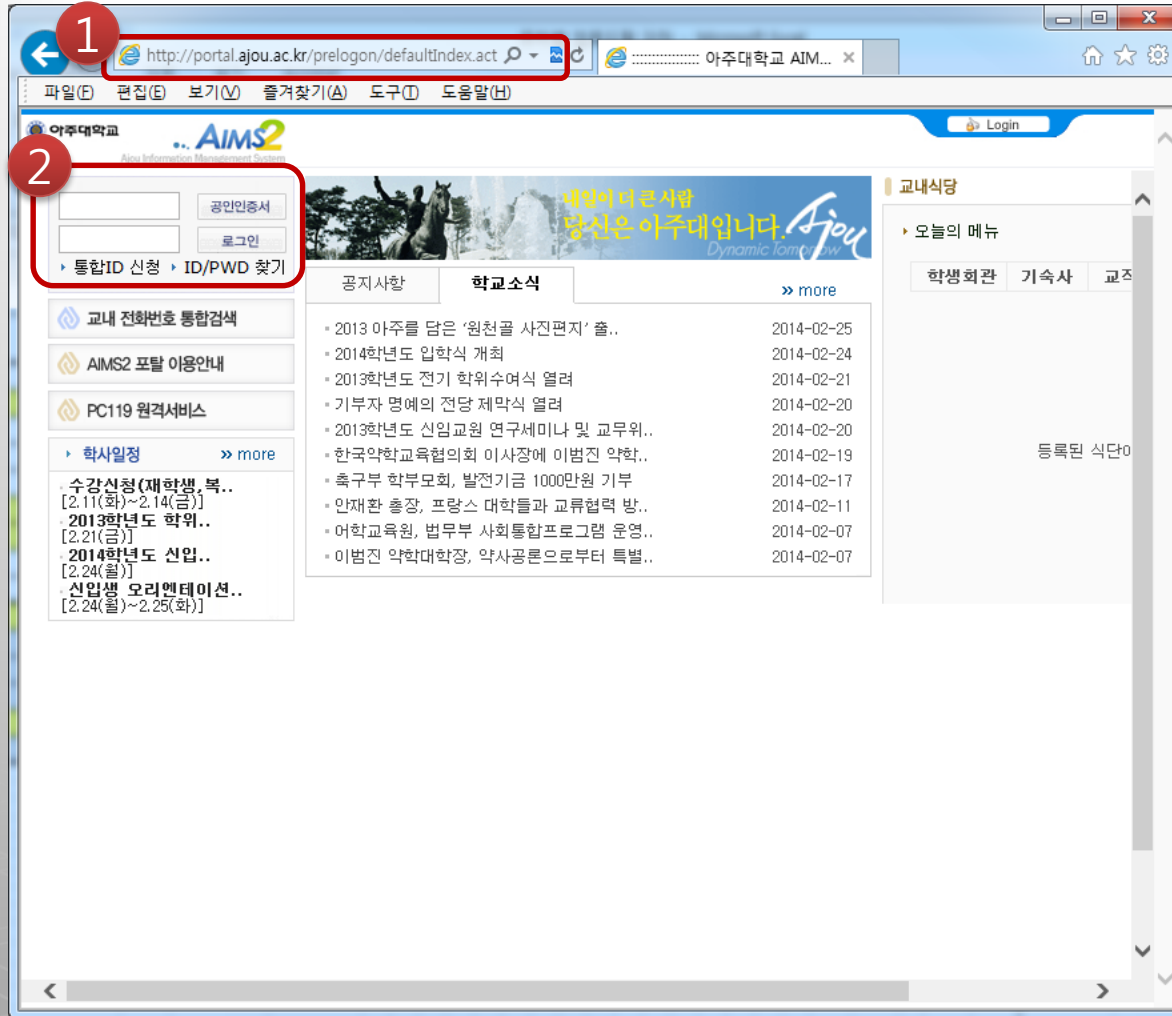 1
http://portal.ajou.ac.kr/prelogon/defaultIndex.act
아주대학교 AIM...
파일(F) 편집(E) 보기(V) 즐겨찾기(A) 도구(T) 도움말(H)
아주대학교
AIMS2
Ajou Information Management System
Login
2
공인인증서
로그인
통합ID 신청 ID/PWD 찾기
교내 전화번호 통합검색
AIMS2 포탈 이용안내
PC119 원격서비스
학사일정 » more
수강신청(재학생,복..
[2.11(화)~2.14(금)]
2013학년도 학위..
[2.21(금)]
2014학년도 신입..
[2.24(월)]
신입생 오리엔테이션..
[2.24(월)~2.25(화)]
내일이 더 큰 사람
당신은 아주대입니다.
Ajou
Dynamic Tomorrow
공지사항 학교소식 » more
2013 아주를 담은 ‘원천골 사진편지’ 출.. 2014-02-25
2014학년도 입학식 개최 2014-02-24
2013학년도 전기 학위수여식 열려 2014-02-21
기부자 명예의 전당 제막식 열려 2014-02-20
2013학년도 신임교원 연구세미나 및 교무위.. 2014-02-20
한국약학교육협의회 이사장에 이범진 약학.. 2014-02-19
축구부 학부모회, 발전기금 1000만원 기부 2014-02-17
안재환 총장, 프랑스 대학들과 교류협력 방.. 2014-02-11
어학교육원, 법무부 사회통합프로그램 운영.. 2014-02-07
이범진 약학대학장, 약사공론으로부터 특별.. 2014-02-07
교내식당
오늘의 메뉴
학생회관 기숙사 교직
등록된 식단이